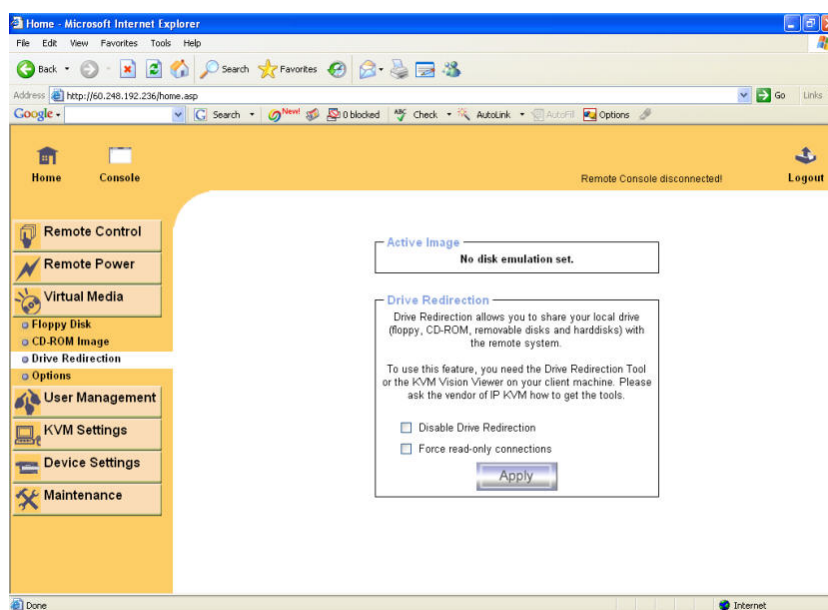 Home - Microsoft Internet Explorer
File Edit View Favorites Tools Help
Back Search Favorites
Address http://60.248.192.236/home.asp Go Links
Google Search New! 0 blocked ABC Check AutoLink AutoFill Options
Home Console Remote Console disconnected! Logout
Remote Control
Remote Power
Virtual Media
Floppy Disk
CD-ROM Image
Drive Redirection
Options
User Management
KVM Settings
Device Settings
Maintenance
Active Image
No disk emulation set.
Drive Redirection
Drive Redirection allows you to share your local drive
(floppy, CD-ROM, removable disks and harddisks) with
the remote system.
To use this feature, you need the Drive Redirection Tool
or the KVM Vision Viewer on your client machine. Please
ask the vendor of IP KVM how to get the tools.
Disable Drive Redirection
Force read-only connections
Apply
Done Internet